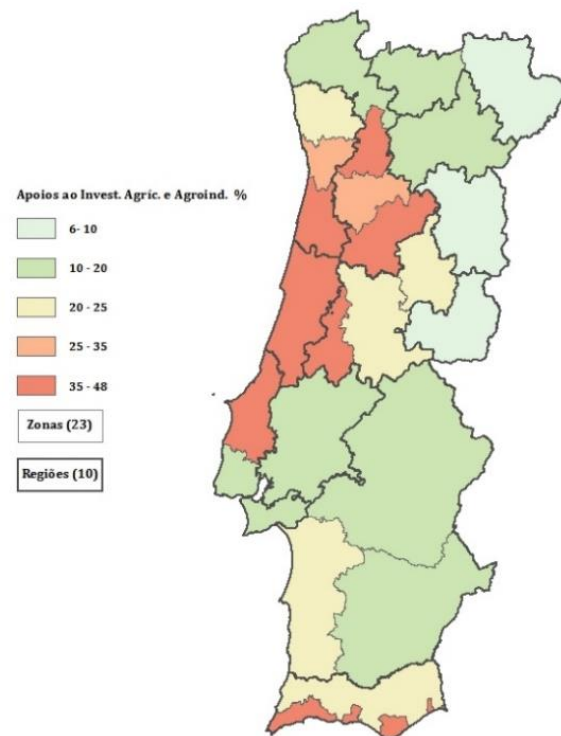 Apoios ao Invest. Agríc. e Agroind. %
6- 10
10 - 20
20 - 25
25 - 35
35 - 48
Zonas (23)
Regiões (10)